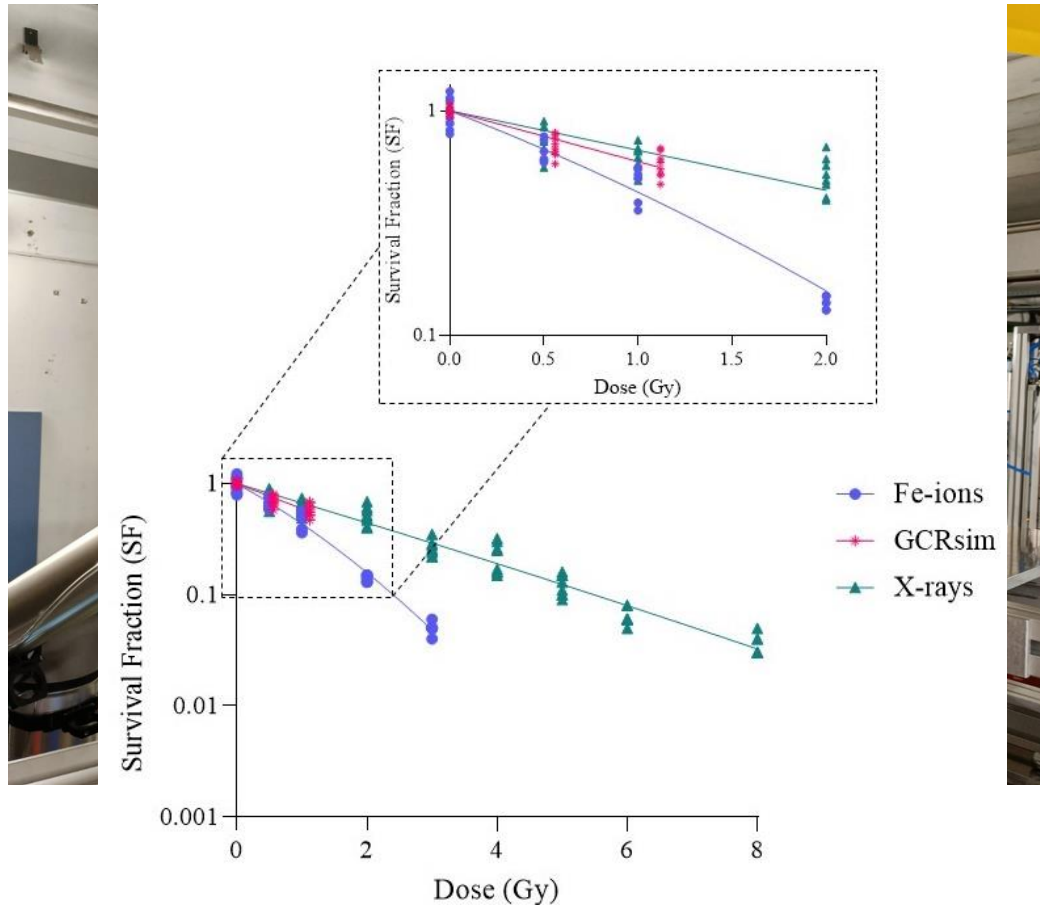 1
0.1
Survival Fraction (SF)
0.0
0.5
1.0
1.5
2.0
Dose (Gy)
1
0.1
0.01
0.001
Survival Fraction (SF)
0
2
4
6
8
Dose (Gy)
Fe-ions
GCRsim
X-rays